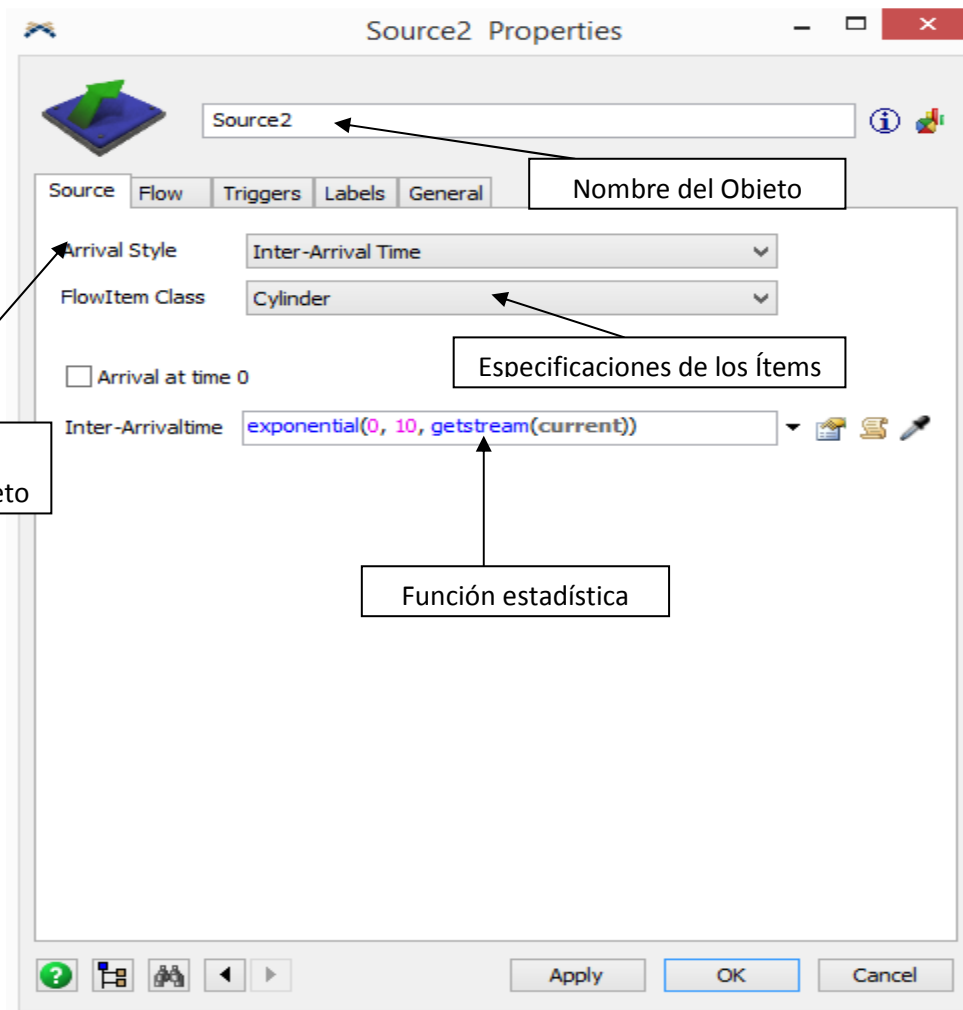 Source2 Properties
Source2
Nombre del Objeto
Source Flow Triggers Labels General
Arrival Style Inter-Arrival Time
FlowItem Class Cylinder
Especificaciones de los Ítems
Arrival at time 0
Inter-Arrivaltime exponential(0, 10, getstream(current))
eto
Función estadística
Apply OK Cancel